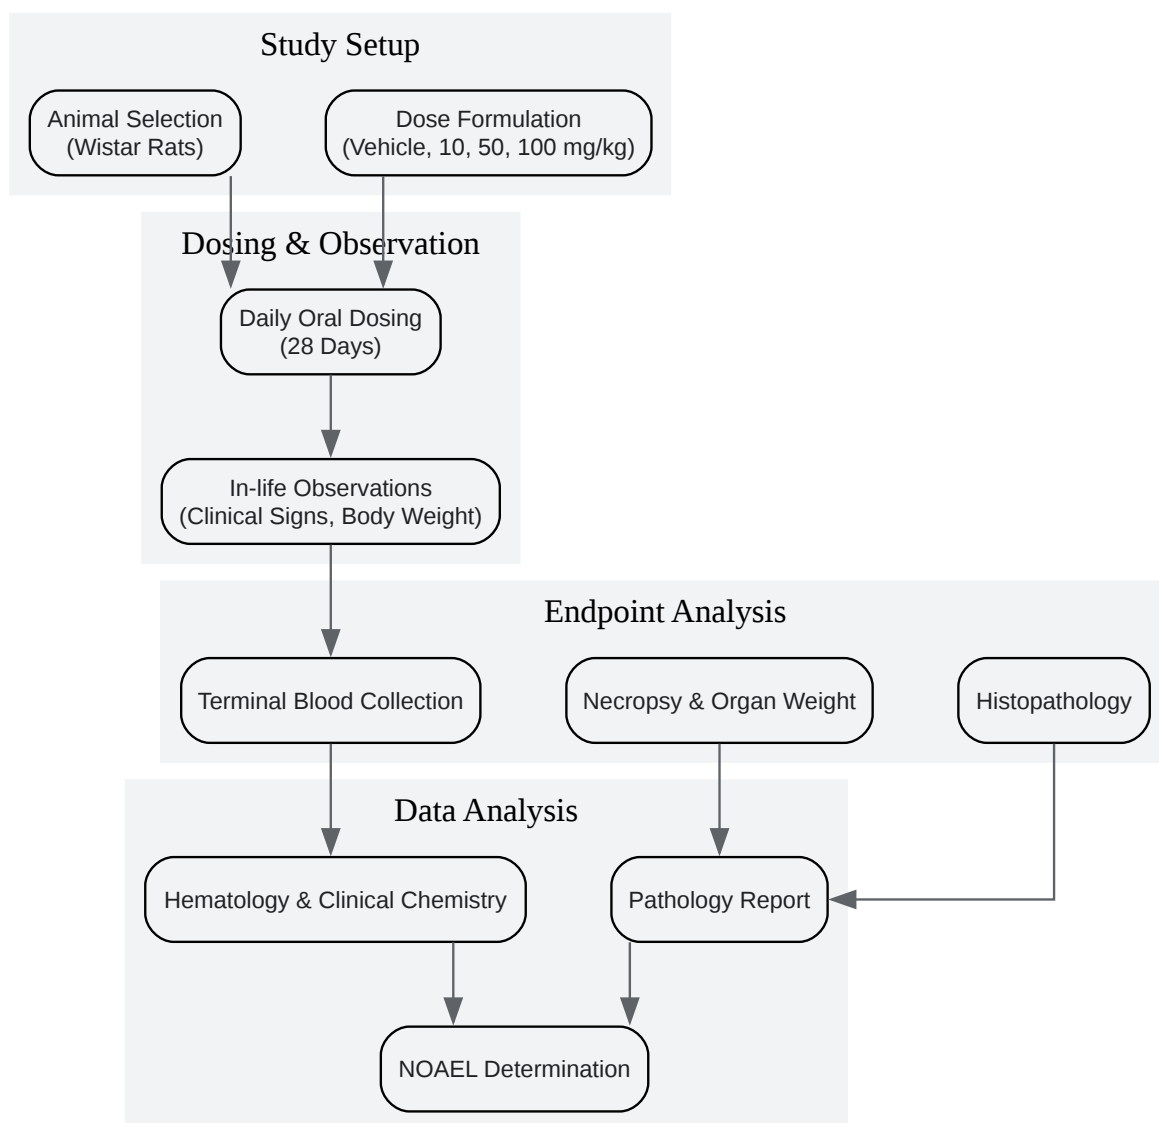 Study Setup
Animal Selection
(Wistar Rats)
Dose Formulation
(Vehicle, 10, 50, 100 mg/kg)
Dosing & Observation
Daily Oral Dosing
(28 Days)
In-life Observations
(Clinical Signs, Body Weight)
Endpoint Analysis
Terminal Blood Collection
Necropsy & Organ Weight
Histopathology
Data Analysis
Hematology & Clinical Chemistry
Pathology Report
NOAEL Determination